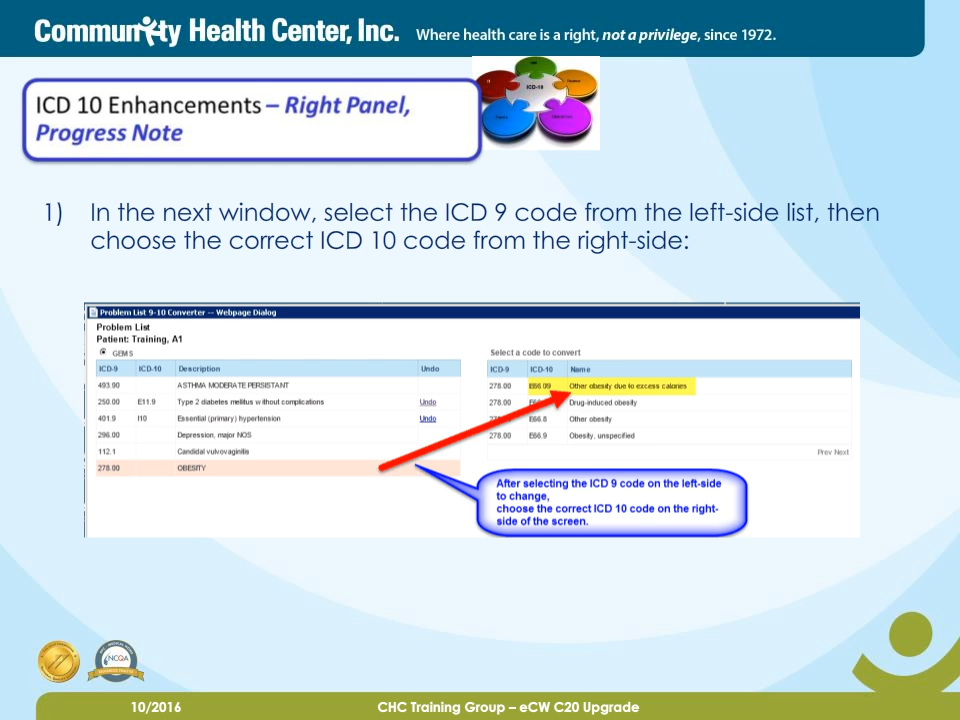 Community Health Center, Inc. Where health care is a right, not a privilege, since 1972.
ICD 10 Enhancements – Right Panel,
Progress Note
ICD-10
1) In the next window, select the ICD 9 code from the left-side list, then
choose the correct ICD 10 code from the right-side:
Problem List 9-10 Converter -- Webpage Dialog
Problem List
Patient: Training, A1
GEMS
ICD-9 ICD-10 Description Undo
493.90 ASTHMA MODERATE PERSISTANT
250.00 E11.9 Type 2 diabetes mellitus without complications Undo
401.9 I10 Essential (primary) hypertension Undo
296.00 Depression, major NOS
112.1 Candidal vulvovaginitis
278.00 OBESITY
Select a code to convert
ICD-9 ICD-10 Name
278.00 E66.09 Other obesity due to excess calories
278.00 Drug-induced obesity
E66.8 Other obesity
278.00 E66.9 Obesity, unspecified
Prev Next
After selecting the ICD 9 code on the left-side
to change,
choose the correct ICD 10 code on the right-
side of the screen.
NCQA
10/2016 CHC Training Group – eCW C20 Upgrade